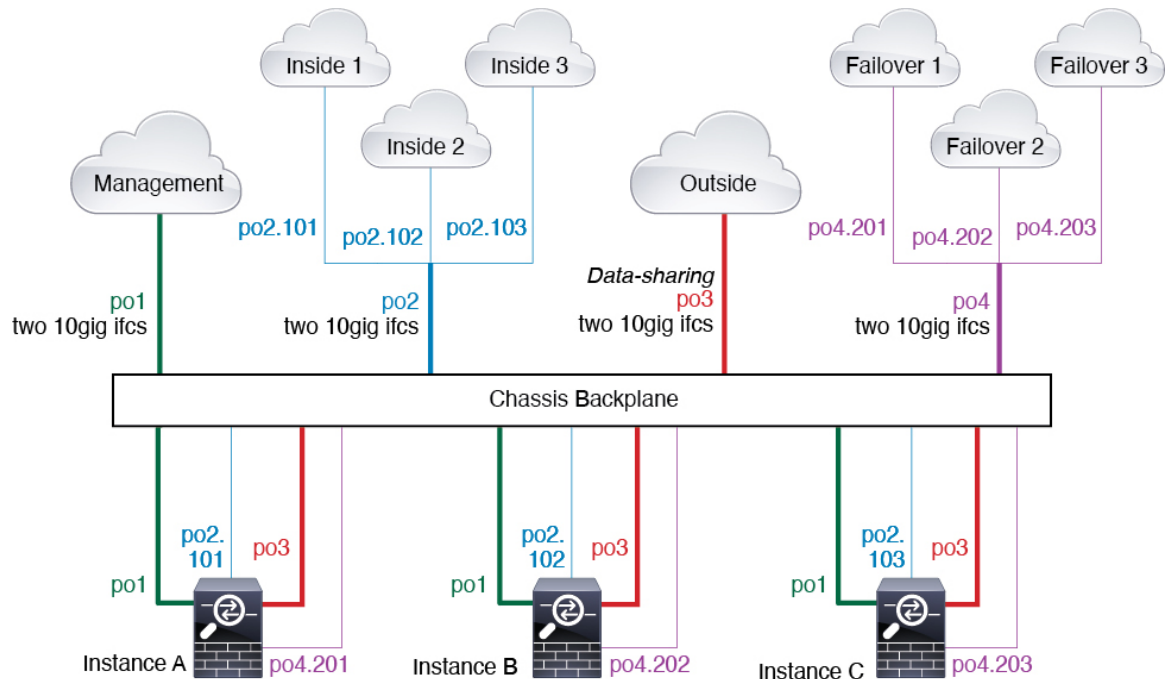 Inside 1
Inside 3
Failover 1
Failover 3
Inside 2
Failover 2
Management
Outside
po2.101
po2.102
po2.103
po4.201
po4.202
po4.203
Data-sharing
po1
two 10gig ifcs
po2
two 10gig ifcs
po3
two 10gig ifcs
po4
two 10gig ifcs
Chassis Backplane
po2.
101
po3
po1
Instance A
po4.201
po2.
102
po3
po1
Instance B
po4.202
po2.
103
po3
po1
Instance C
po4.203